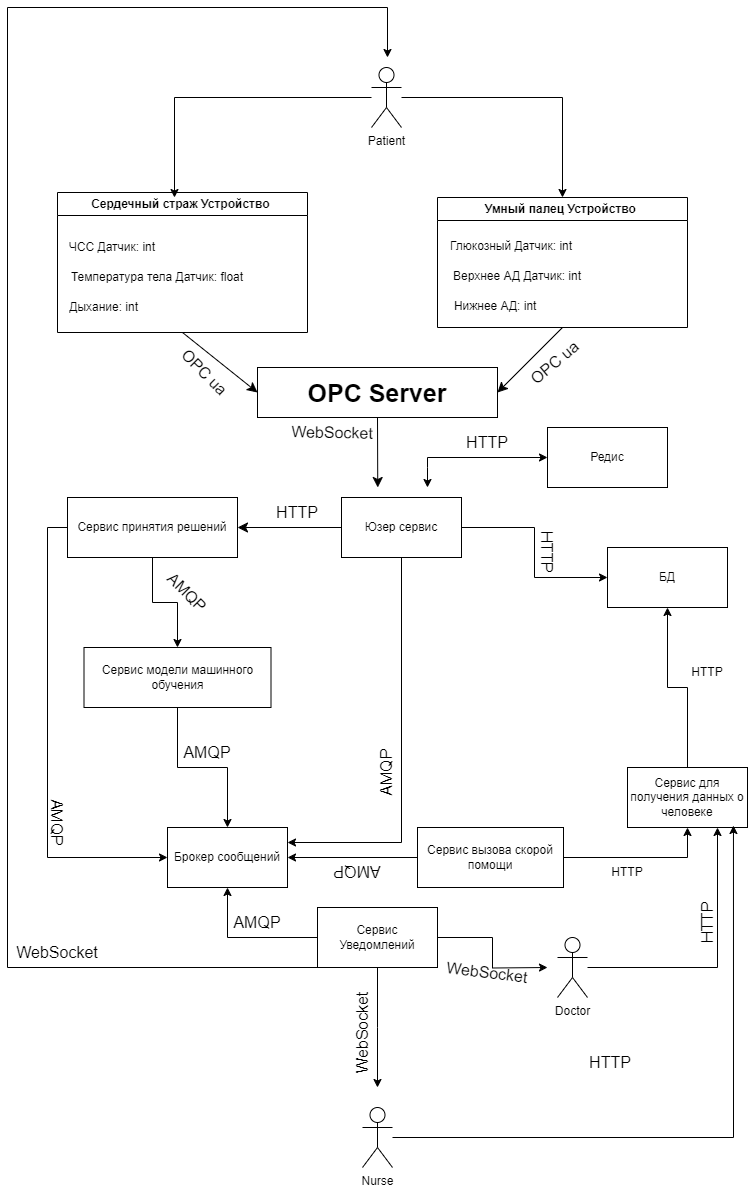 Patient
Сердечный страж Устройство
ЧСС Датчик: int
Температура тела Датчик: float
Дыхание: int
Умный палец Устройство
Глюкозный Датчик: int
Верхнее АД Датчик: int
Нижнее АД: int
OPC ua
OPC ua
OPC Server
WebSocket
HTTP
Редис
Сервис принятия решений
HTTP
Юзер сервис
HTTP
БД
AMQP
Сервис модели машинного
обучения
HTTP
AMQP
AMQP
AMQP
Сервис для
получения данных о
человеке
Брокер сообщений
AMQP
Сервис вызова скорой
помощи
HTTP
AMQP
Сервис
Уведомлений
HTTP
WebSocket
WebSocket
Doctor
WebSocket
HTTP
Nurse